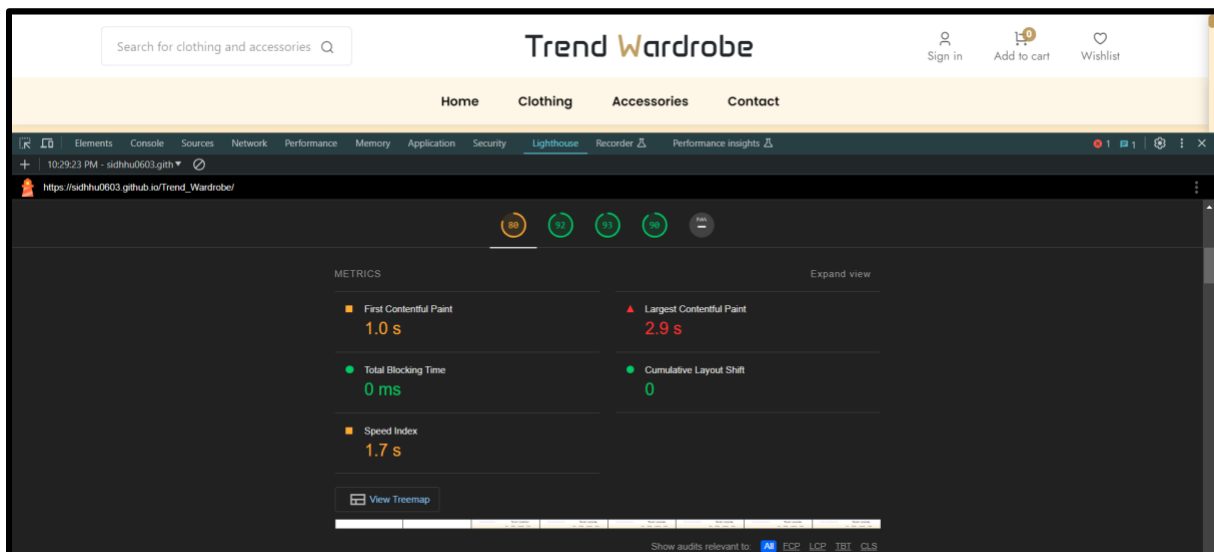 Search for clothing and accessories
Trend Wardrobe
0
Sign in Add to cart Wishlist
Home Clothing Accessories Contact
Elements Console Sources Network Performance Memory Application Security Lighthouse Recorder Performance insights 1 1
10:29:23 PM - sidhhu0603.gith
https://sidhhu0603.github.io/Trend_Wardrobe/
80 92 93 90
METRICS Expand view
First Contentful Paint
1.0 s
Largest Contentful Paint
2.9 s
Total Blocking Time
0 ms
Cumulative Layout Shift
0
Speed Index
1.7 s
View Treemap
Show audits relevant to: All FCP LCP TBT CLS